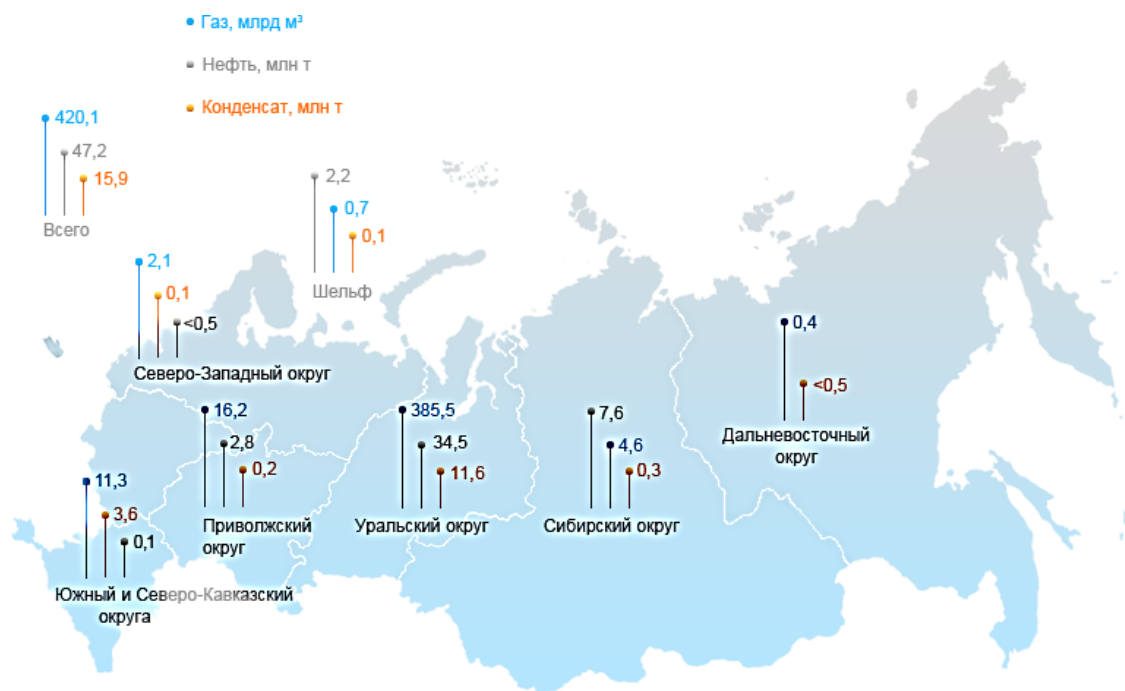 Газ, млрд м³
Нефть, млн т
Конденсат, млн т
420,1
47,2
15,9
Всего
2,2
0,7
0,1
Шельф
2,1
0,1
<0,5
Северо-Западный округ
0,4
<0,5
Дальневосточный
округ
16,2
2,8
0,2
Приволжский
округ
385,5
34,5
11,6
Уральский округ
7,6
4,6
0,3
Сибирский округ
11,3
3,6
0,1
Южный и Северо-Кавказский
округа